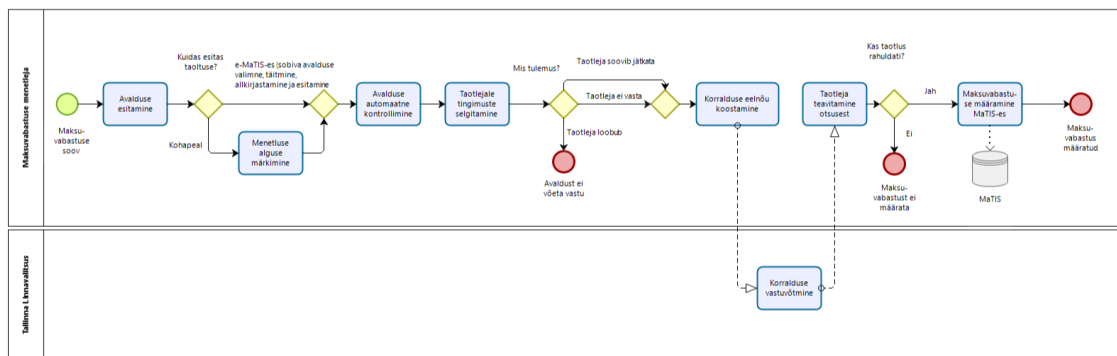 Maksuvabastuse menetleja
Maksu-
vabastuse
soov
Avalduse
esitamine
Kuidas esitas
taoltuse?
e-MaTIS-es (sobiva avalduse
valimne, täitmine,
allkirjastamine ja esitamine
Kohapeal
Menetluse
alguse
märkimine
Avalduse
automaatne
kontrollimine
Taotlejale
tingimuste
selgitamine
Mis tulemus?
Taotleja soovib jätkata
Taotleja ei vasta
Taotleja loobub
Avaldust ei
võeta vastu
Korralduse eelnõu
koostamine
Taotleja
teavitamine
otsusest
Kas taotlus
rahuldati?
Jah
Ei
Maksu-
vabastust ei
määrata
Maksuvabastu-
se määramine
MaTIS-es
MaTIS
Maksu-
vabastus
määratud
Tallinna Linnavalitsus
Korralduse
vastuvõtmine